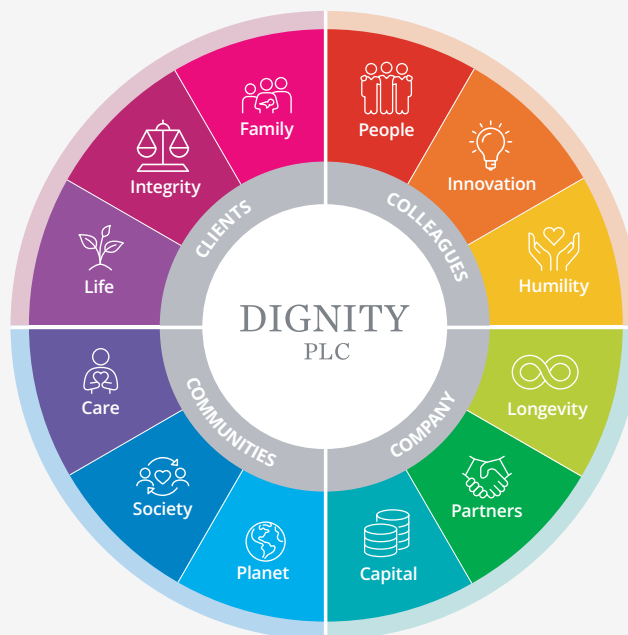 Family
People
Integrity
Innovation
CLIENTS
COLLEAGUES
Life
Humility
DIGNITY
PLC
Care
Longevity
COMMUNITIES
COMPANY
Society
Partners
Planet
Capital